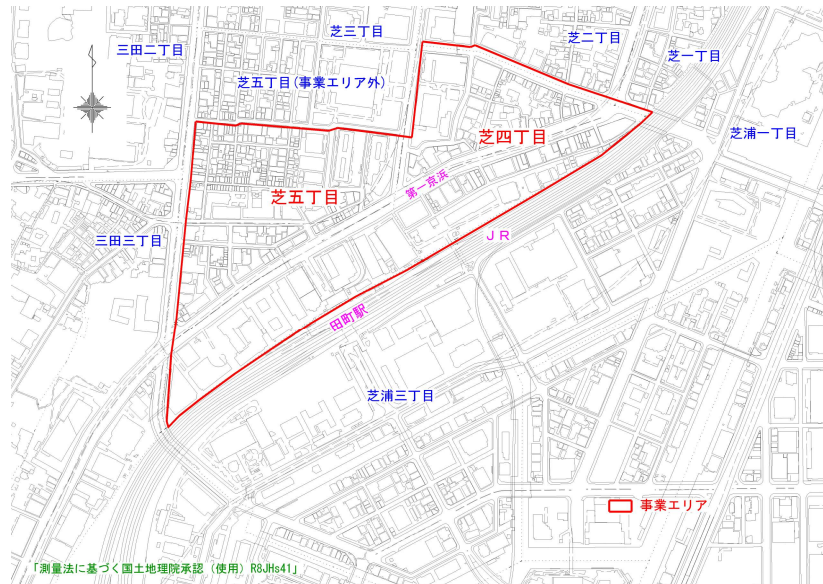 芝三丁目
三田二丁目
芝二丁目
芝一丁目
芝五丁目(事業エリア外)
芝浦一丁目
芝四丁目
第一京浜
芝五丁目
三田三丁目
JR
田町駅
芝浦三丁目
事業エリア
「測量法に基づく国土地理院承認(使用)R8JHs41」